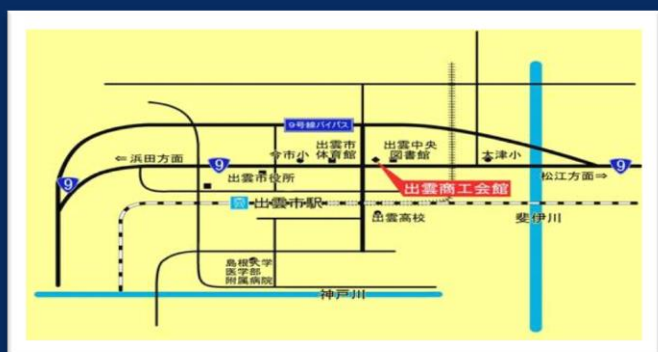 9号線バイパス
出雲市
体育館
今市小
出雲中央
図書館
大津小
⇐浜田方面
9
9
9
松江方面⇒
出雲市役所
出雲商工会館
出雲市駅
出雲高校
斐伊川
島根大学
医学部
附属病院
神戸川